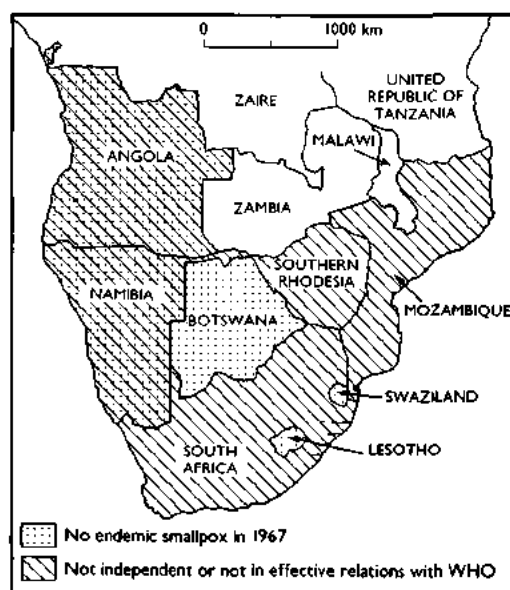 0 1000 km
UNITED
REPUBLIC OF
TANZANIA
ZAIRE
MALAWI
ANGOLA
ZAMBIA
SOUTHERN
RHODESIA
NAMIBIA
BOTSWANA
MOZAMBIQUE
SWAZILAND
LESOTHO
SOUTH
AFRICA
No endemic smallpox in 1967
Not independent or not in effective relations with WHO